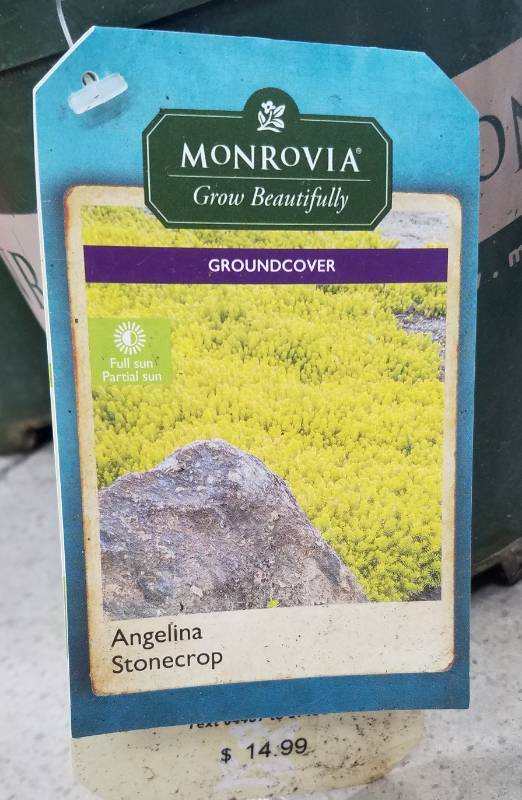 MONROVIA®
Grow Beautifully
GROUNDCOVER
Full sun
Partial sun
Angelina
Stonecrop
$ 14.99